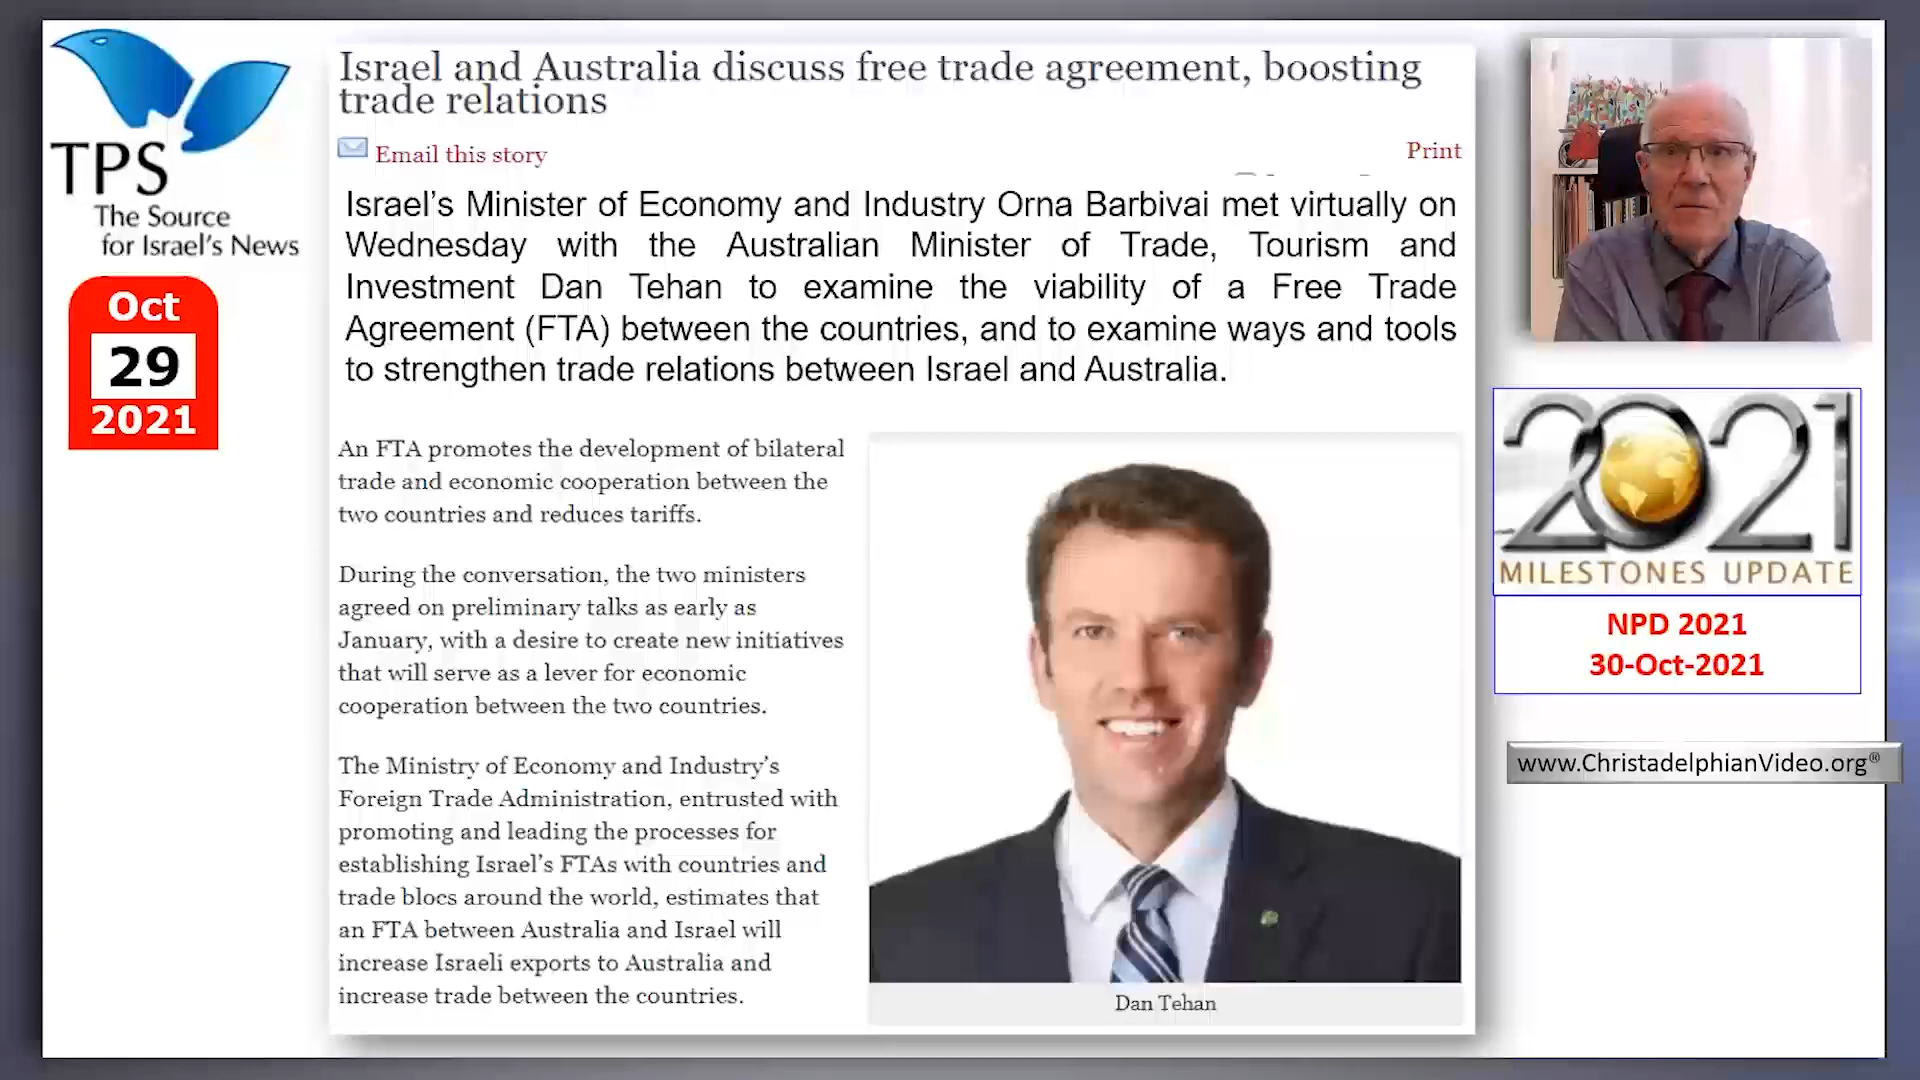 TPS
The Source
for Israel's News
Oct
29
2021
Israel and Australia discuss free trade agreement, boosting
trade relations
Email this story
Print
Israel's Minister of Economy and Industry Orna Barbivai met virtually on
Wednesday with the Australian Minister of Trade, Tourism and
Investment Dan Tehan to examine the viability of a Free Trade
Agreement (FTA) between the countries, and to examine ways and tools
to strengthen trade relations between Israel and Australia.
An FTA promotes the development of bilateral
trade and economic cooperation between the
two countries and reduces tariffs.
During the conversation, the two ministers
agreed on preliminary talks as early as
January, with a desire to create new initiatives
that will serve as a lever for economic
cooperation between the two countries.
The Ministry of Economy and Industry's
Foreign Trade Administration, entrusted with
promoting and leading the processes for
establishing Israel's FTAs with countries and
trade blocs around the world, estimates that
an FTA between Australia and Israel will
increase Israeli exports to Australia and
increase trade between the countries.
Dan Tehan
2021
MILESTONES UPDATE
NPD 2021
30-Oct-2021
www.ChristadelphianVideo.org®